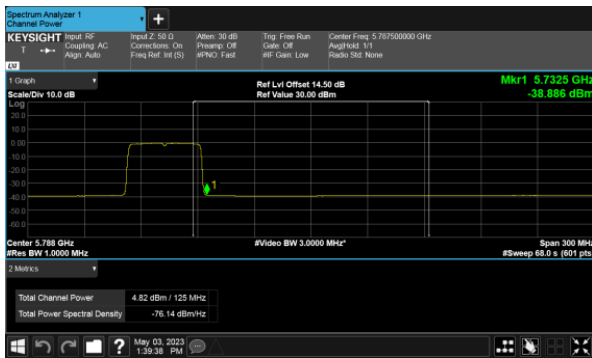 Spectrum Analyzer 1
Channel Power
+
KEYSIGHT Input: RF Input Z: 50 Ω Atten: 30 dB Trig: Free Run Center Freq: 5.787500000 GHz
T Coupling: AC Corrections: On Preamp: Off Gate: Off Avg|Hold: 1/1
Align: Auto Freq Ref: Int (S) #PNO: Fast #IF Gain: Low Radio Std: None
LXI
1 Graph Ref Lvl Offset 14.50 dB Mkr1 5.7325 GHz
Scale/Div 10.0 dB Ref Value 30.00 dBm -38.886 dBm
Log
20.0
10.0
0.00
-10.0
-20.0
-30.0
1
-40.0
-50.0
-60.0
Center 5.788 GHz #Video BW 3.0000 MHz* Span 300 MHz
#Res BW 1.0000 MHz #Sweep 68.0 s (601 pts)
2 Metrics
Total Channel Power 4.82 dBm / 125 MHz
Total Power Spectral Density -76.14 dBm/Hz
? May 03, 2023
1:39:38 PM